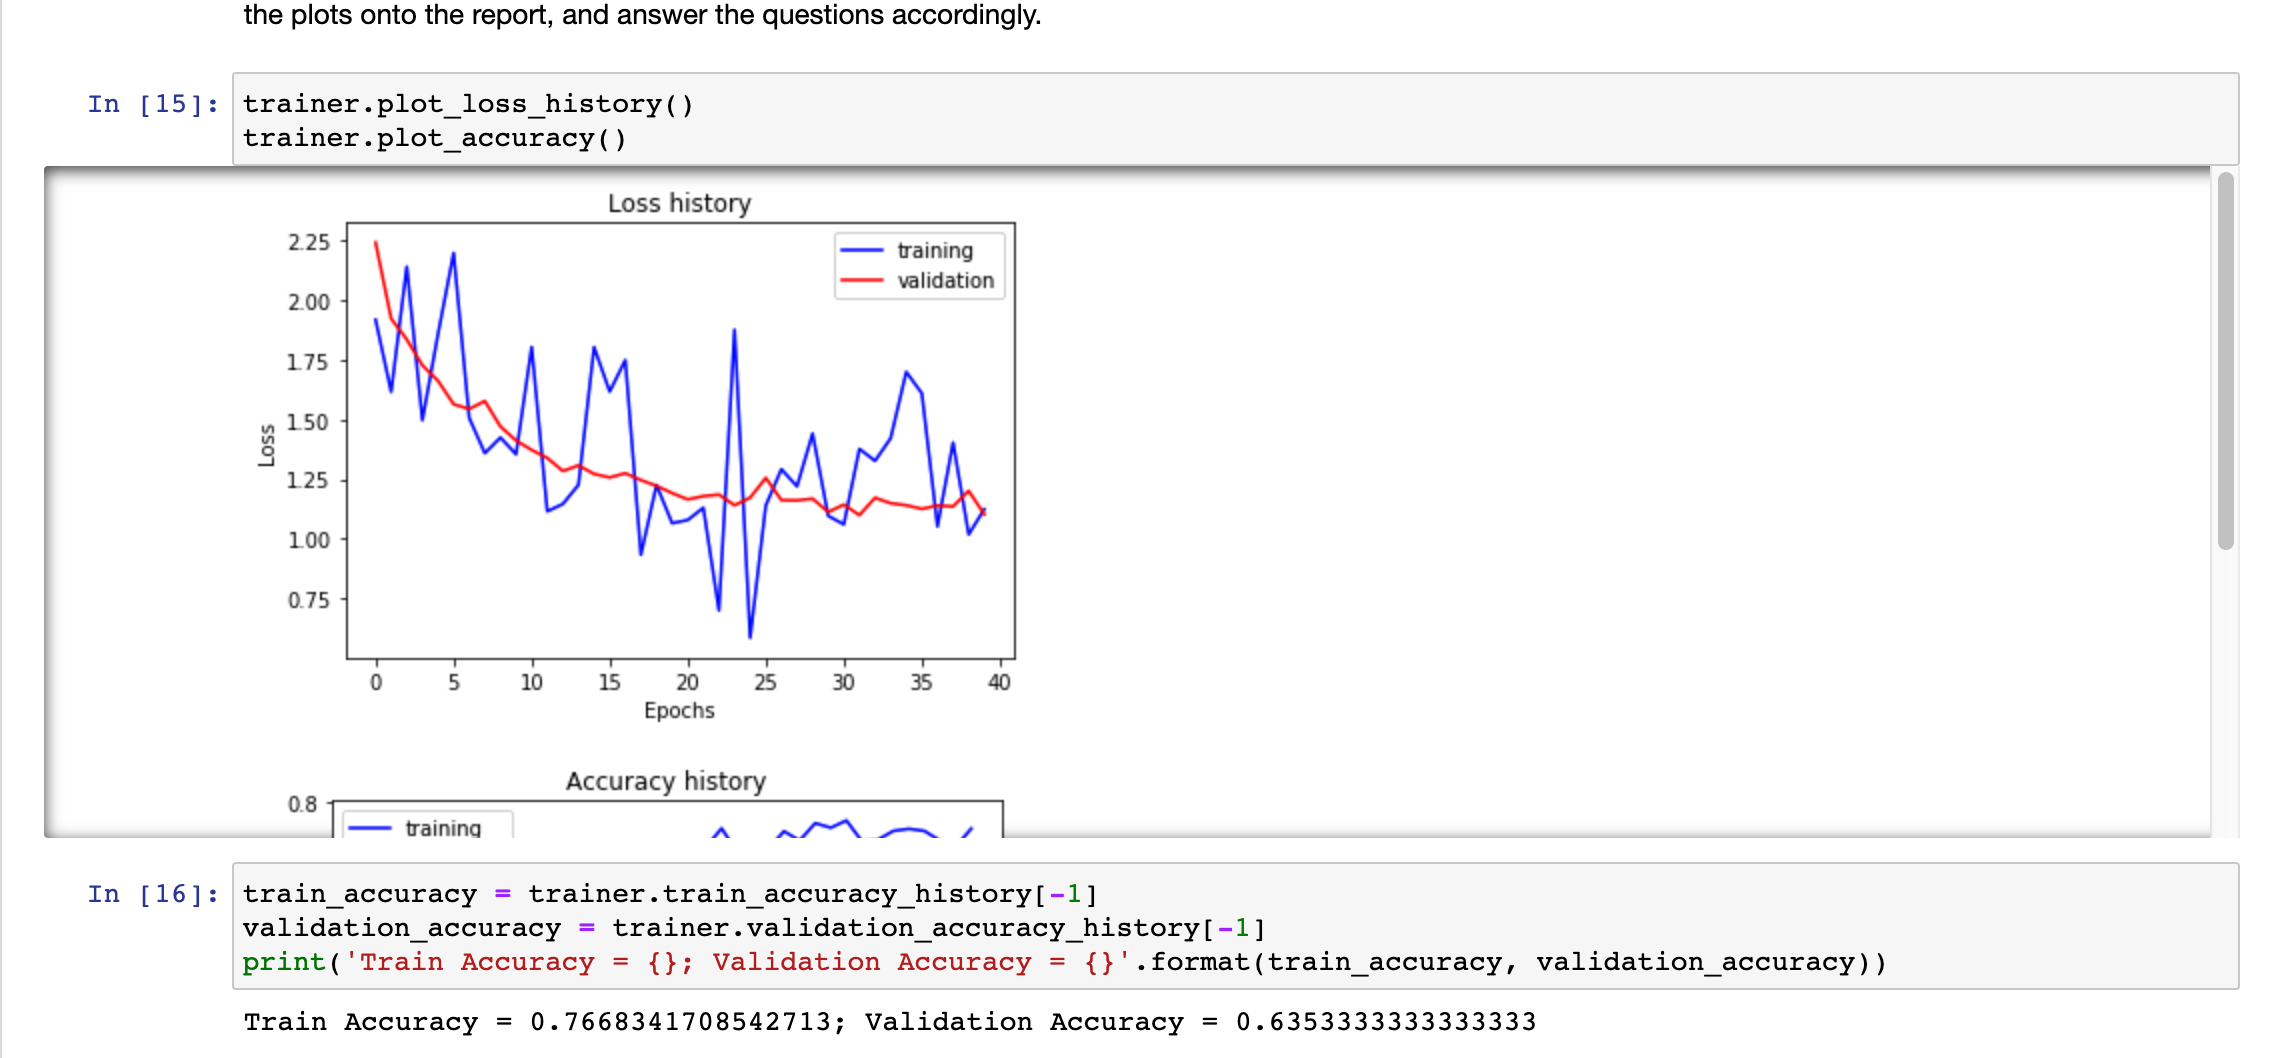 the plots onto the report, and answer the questions accordingly.
In [15]:
trainer.plot_loss_history()
trainer.plot_accuracy()
Loss history
2.25
2.00
1.75
1.50
1.25
1.00
0.75
Loss
training
validation
0 5 10 15 20 25 30 35 40
Epochs
Accuracy history
0.8
training
In [16]:
train_accuracy = trainer.train_accuracy_history[-1]
validation_accuracy = trainer.validation_accuracy_history[-1]
print('Train Accuracy = {}; Validation Accuracy = {}'.format(train_accuracy, validation_accuracy))
Train Accuracy = 0.7668341708542713; Validation Accuracy = 0.6353333333333333